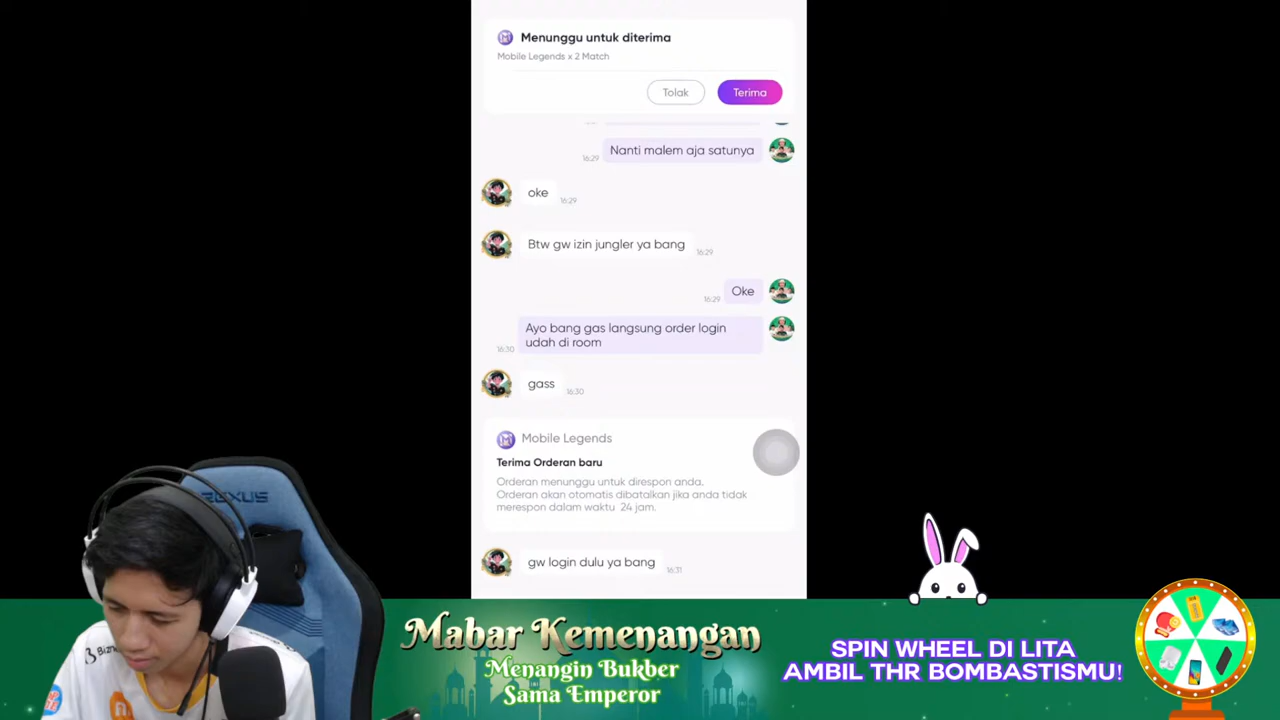 Menunggu untuk diterima
Mobile Legends x 2 Match
Tolak
Terima
Nanti malem aja satunya
16:29
oke
16:29
Btw gw izin jungler ya bang
16:29
Oke
16:29
Ayo bang gas langsung order login
udah di room
16:30
gass
16:30
Mobile Legends
Terima Orderan baru
Orderan menunggu untuk direspon anda.
Orderan akan otomatis dibatalkan jika anda tidak
merespon dalam waktu 24 jam.
gw login dulu ya bang
16:31
ROXUS
Mabar Kemenangan
Menangin Bukber
Sama Emperor
SPIN WHEEL DI LITA
AMBIL THR BOMBASTISMU!